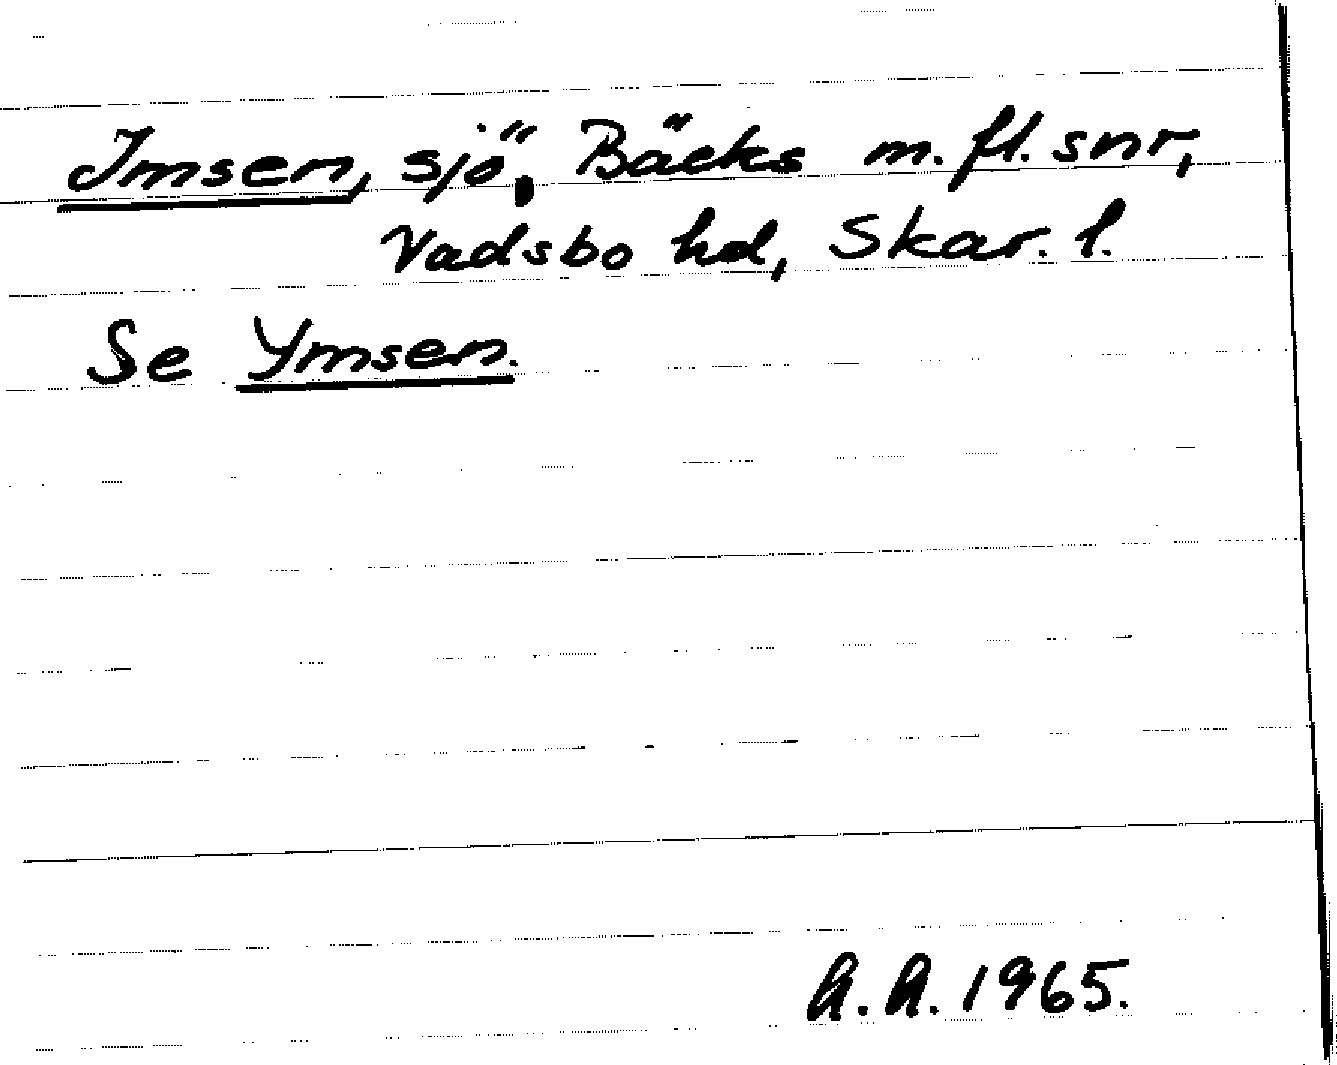 Imsen, sjö, Bäcks m.fl. snr,
Vadsbo hd, Skar. l.
Se Ymsen.
A.A. 1965.